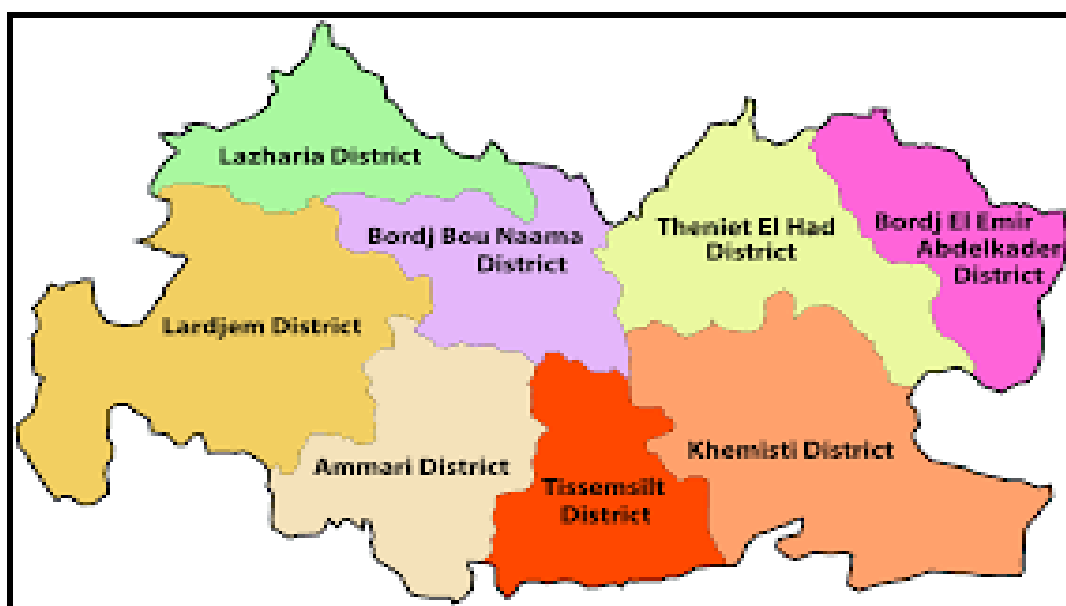 Lazharia District
Bordj Bou Naama
District
Theniet El Had
District
Bordj El Emir
Abdelkader
District
Lardjem District
Ammari District
Tissemsilt
District
Khemisti District